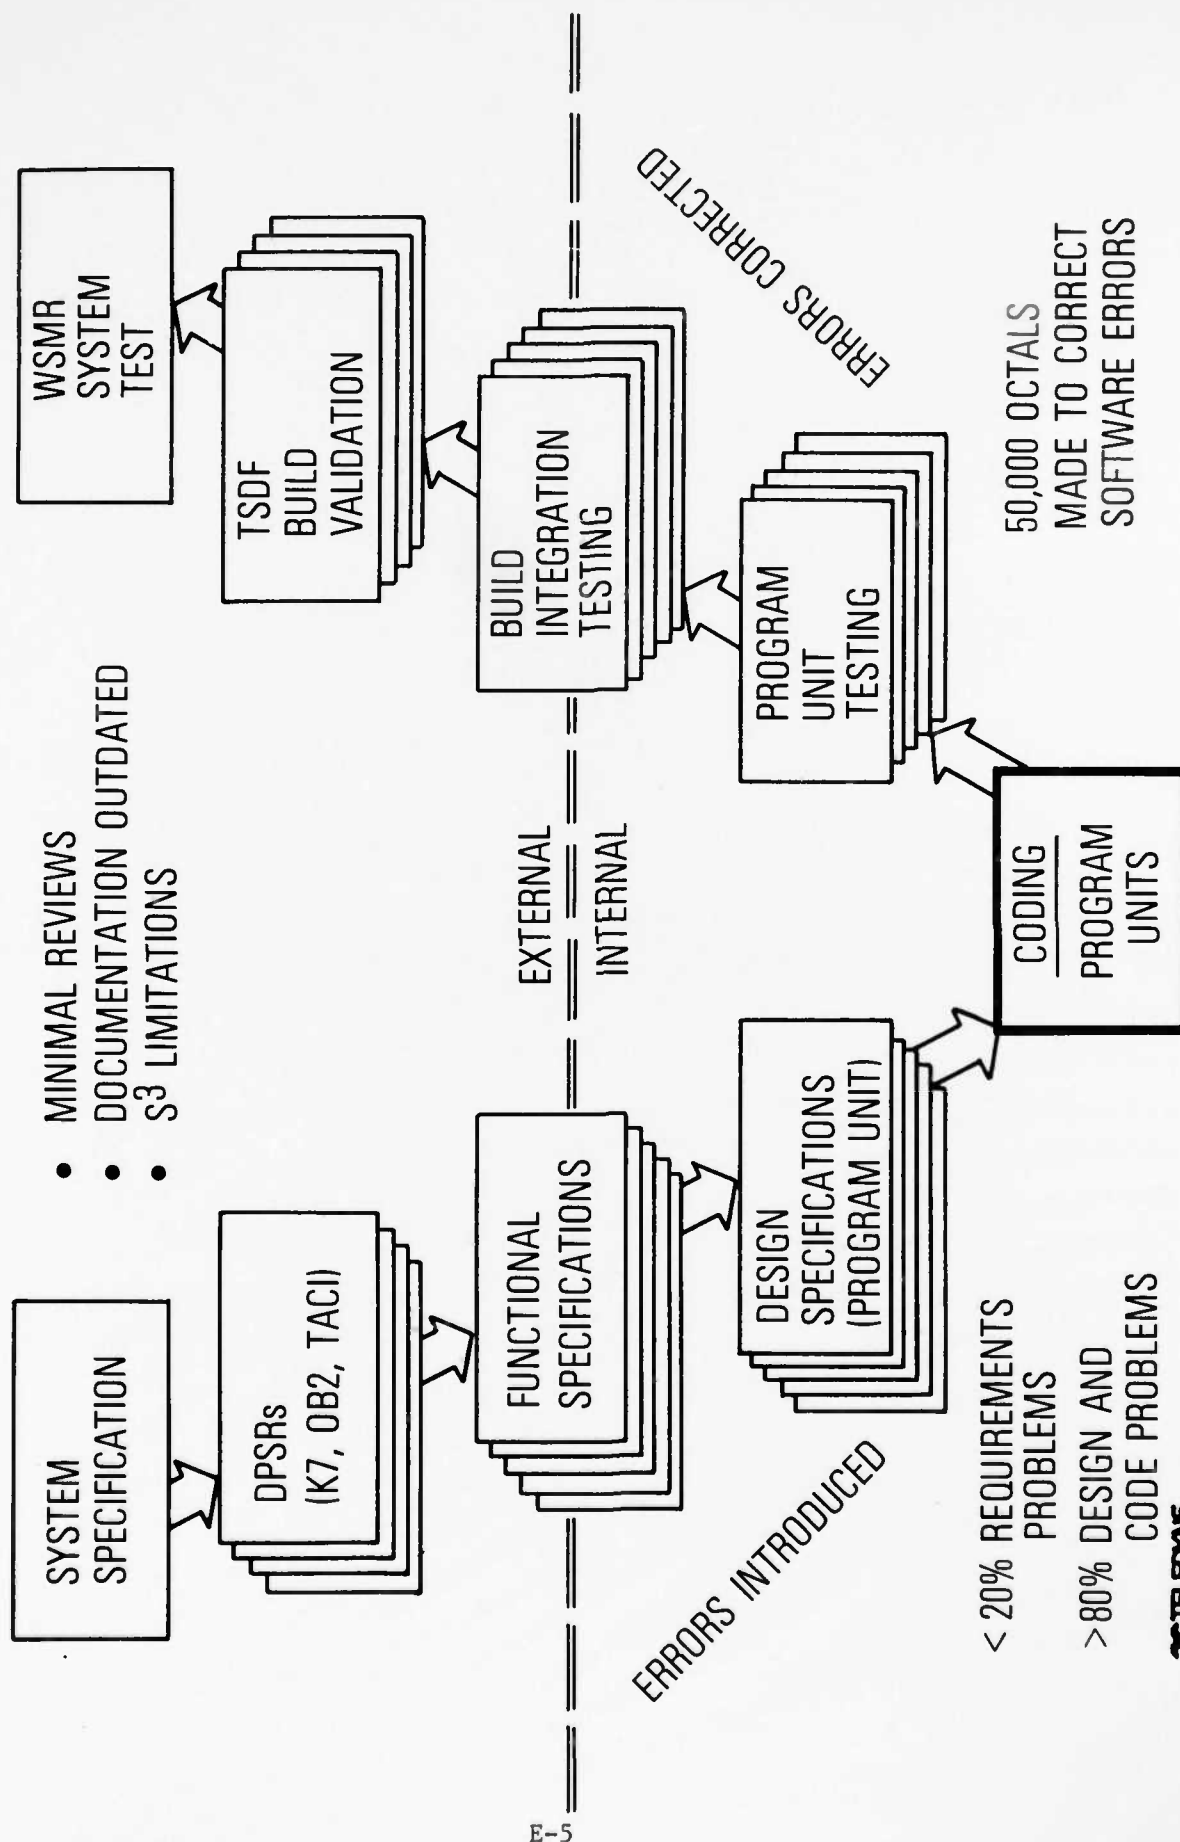 SYSTEM
SPECIFICATION
DPSRs
(K7, OB2, TACII)
FUNCTIONAL
SPECIFICATIONS
DESIGN
SPECIFICATIONS
(PROGRAM UNIT)
ERRORS INTRODUCED
< 20% REQUIREMENTS
PROBLEMS
> 80% DESIGN AND
CODE PROBLEMS
• MINIMAL REVIEWS
• DOCUMENTATION OUTDATED
• S3 LIMITATIONS
EXTERNAL
INTERNAL
CODING
PROGRAM
UNITS
WSMR
SYSTEM
TEST
TSDF
BUILD
VALIDATION
BUILD
INTEGRATION
TESTING
PROGRAM
UNIT
TESTING
ERRORS CORRECTED
50,000 OCTALS
MADE TO CORRECT
SOFTWARE ERRORS
E-5